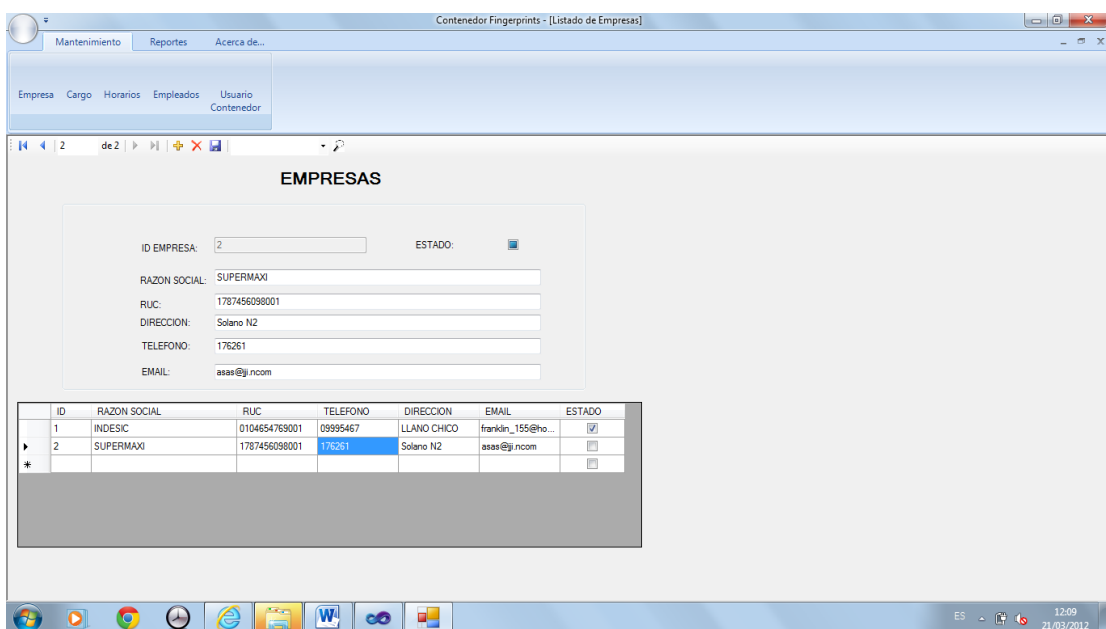 Contenedor Fingerprints - [Listado de Empresas]
Mantenimiento Reportes Acerca de...
Empresa Cargo Horarios Empleados Usuario Contenedor
2 de 2
EMPRESAS
ID EMPRESA: 2 ESTADO:
RAZON SOCIAL: SUPERMAXI
RUC: 1787456098001
DIRECCION: Solano N2
TELEFONO: 176261
EMAIL: asas@jji.ncom
ID RAZON SOCIAL RUC TELEFONO DIRECCION EMAIL ESTADO
1 INDESIC 0104654769001 09995467 LLANO CHICO franklin_155@ho...
2 SUPERMAXI 1787456098001 176261 Solano N2 asas@jji.ncom
ES 12:09
21/03/2012